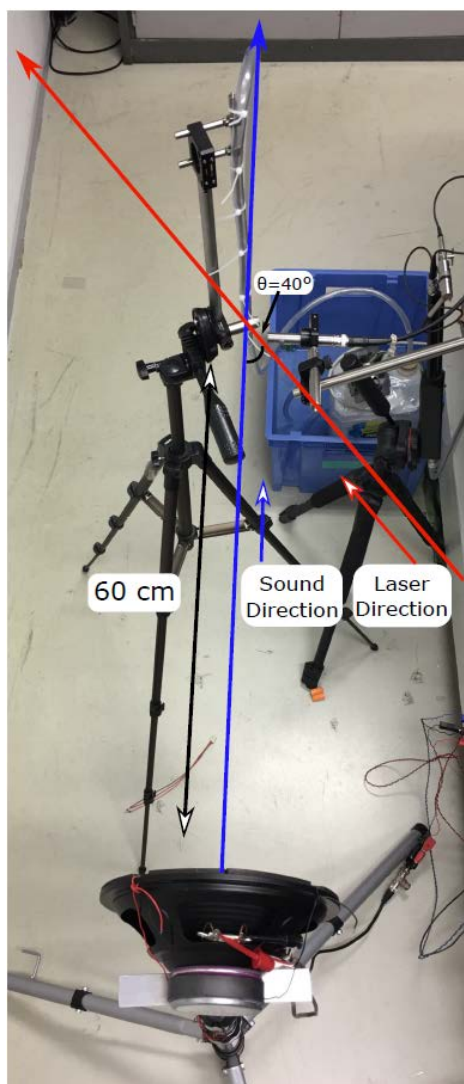 θ=40°
60 cm
Sound
Direction
Laser
Direction